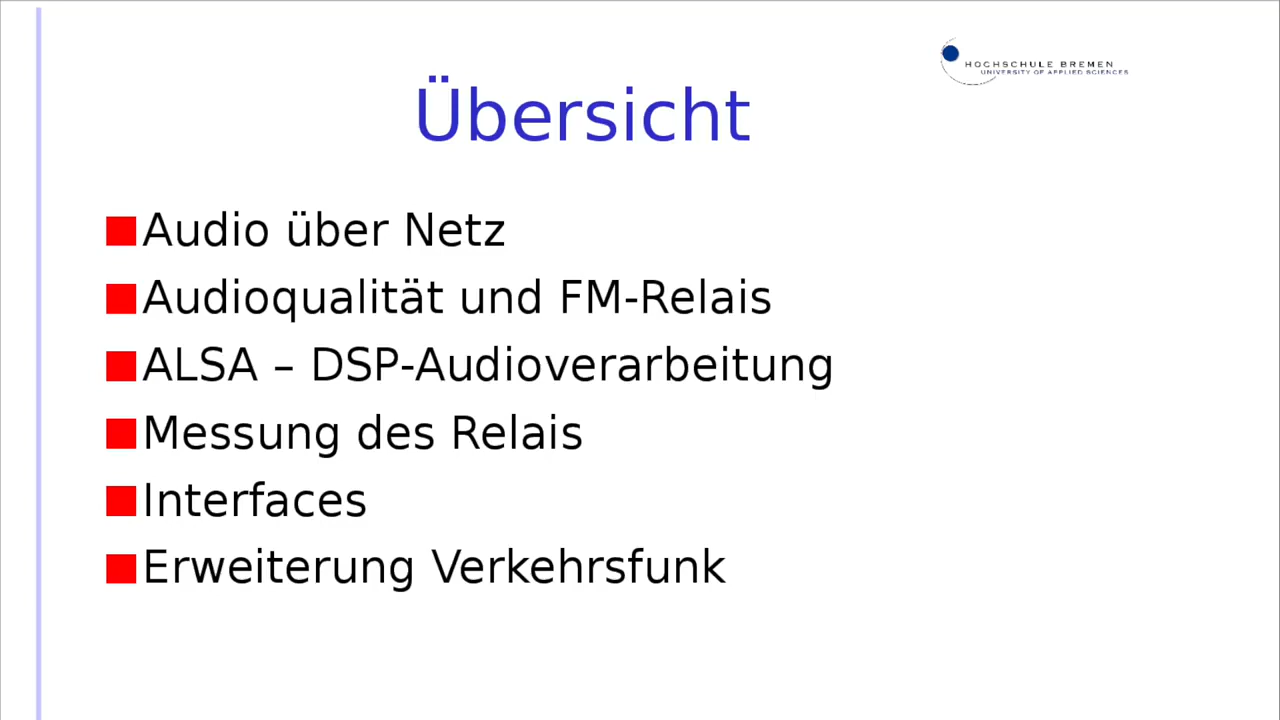 HOCHSCHULE BREMEN
UNIVERSITY OF APPLIED SCIENCES
Übersicht
Audio über Netz
Audioqualität und FM-Relais
ALSA – DSP-Audioverarbeitung
Messung des Relais
Interfaces
Erweiterung Verkehrsfunk